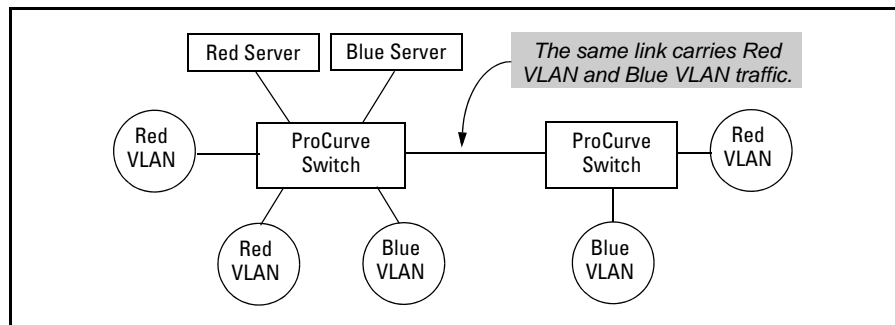 Red Server
Blue Server
The same link carries Red
VLAN and Blue VLAN traffic.
Red
VLAN
ProCurve
Switch
ProCurve
Switch
Red
VLAN
Red
VLAN
Blue
VLAN
Blue
VLAN